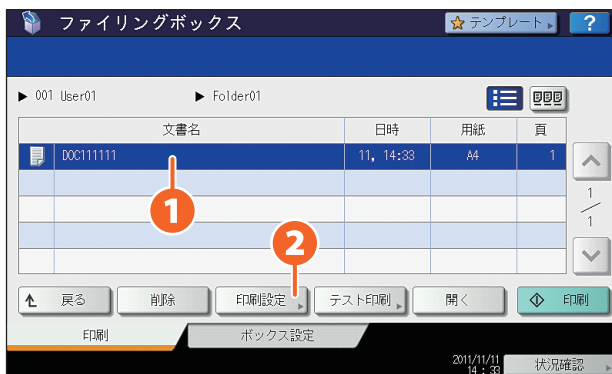 ファイリングボックス
テンプレート
?
001 User01 Folder01
文書名 日時 用紙 頁
DOC111111 11, 14:33 A4 1
1
1
1
2
戻る 削除 印刷設定 テスト印刷 開く 印刷
印刷 ボックス設定
2011/11/11
14 : 33
状況確認